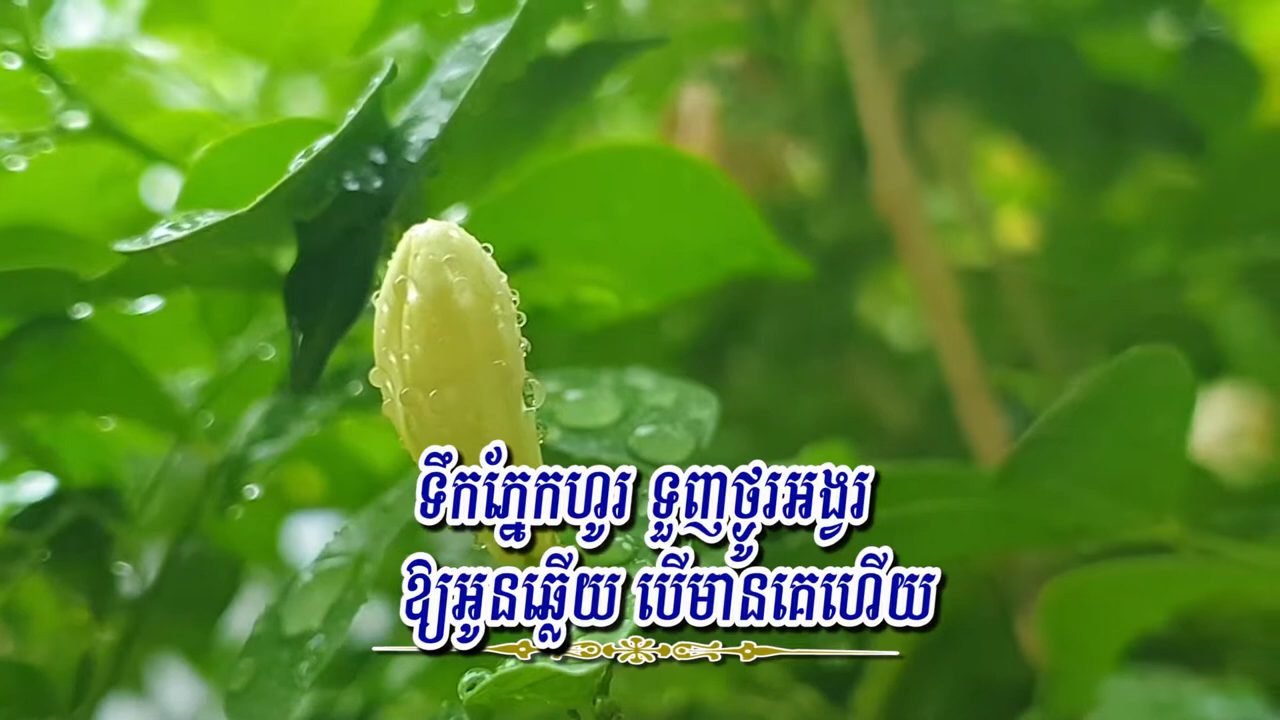 ទឹកភ្នែកហូរ ទួញថ្ងូរអង្វរ
ឱ្យអូនឆ្លើយ បើមានគេហើយ